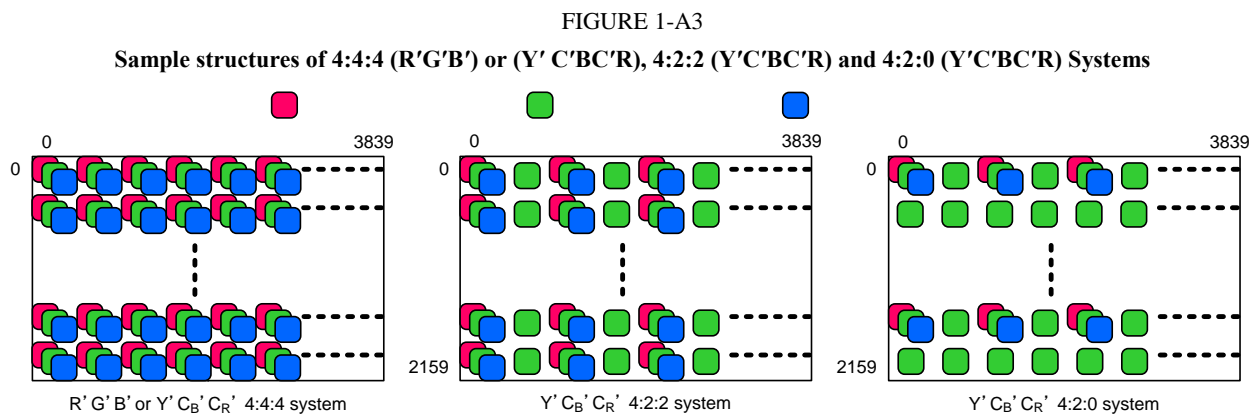 FIGURE 1-A3
Sample structures of 4:4:4 (R′G′B′) or (Y′ C′BC′R), 4:2:2 (Y′C′BC′R) and 4:2:0 (Y′C′BC′R) Systems
0 3839 0 3839 0 3839
0 0 0
2159 2159
R' G' B' or Y' CB' CR' 4:4:4 system
Y' CB' CR' 4:2:2 system
Y' CB' CR' 4:2:0 system